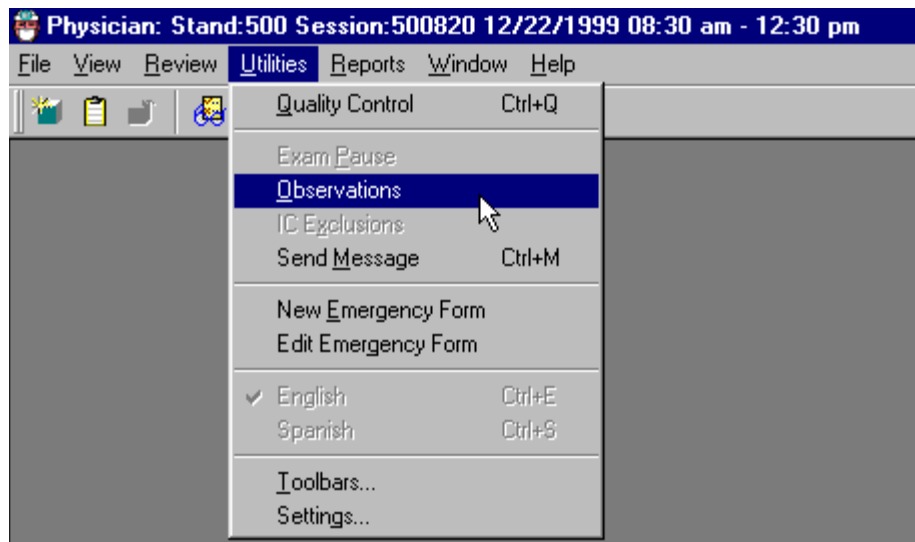 Physician: Stand:500 Session:500820 12/22/1999 08:30 am - 12:30 pm
File View Review Utilities Reports Window Help
Quality Control Ctrl+Q
Exam Pause
Observations
IC Exclusions
Send Message Ctrl+M
New Emergency Form
Edit Emergency Form
English Ctrl+E
Spanish Ctrl+S
Toolbars...
Settings...